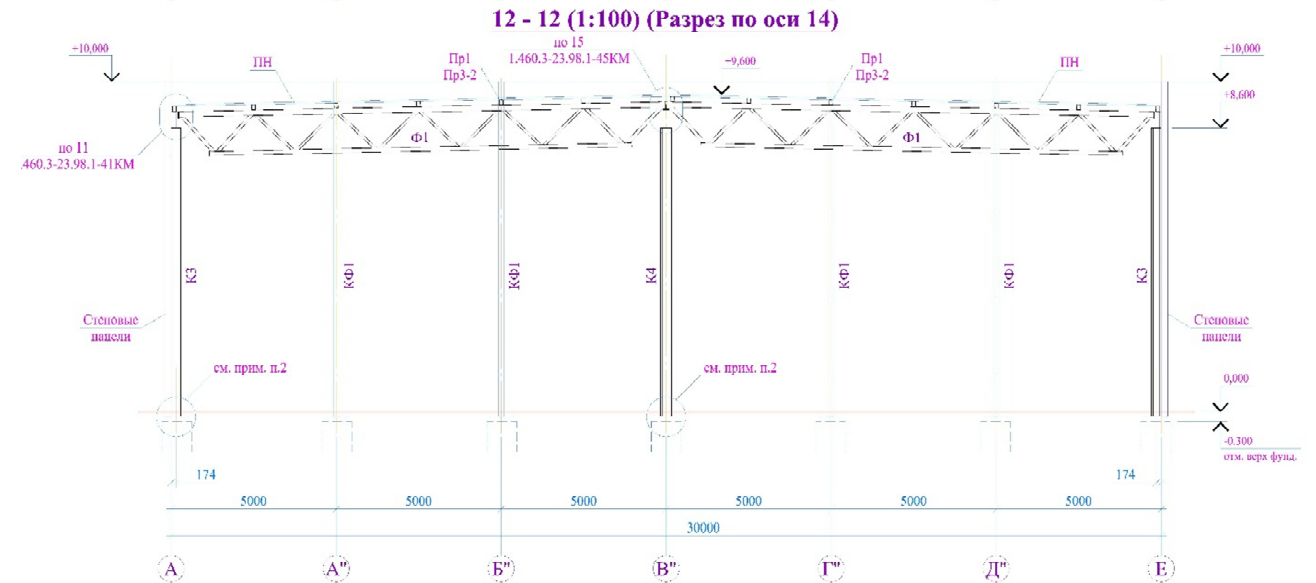 12 - 12 (1:100) (Разрез по оси 14)
по 15
1.460.3-23.98.1-45КМ
+10,000
ПН
Пр1
Пр3-2
+9,600
Пр1
Пр3-2
ПН
+10,000
+8,600
Ф1
Ф1
по 11
.460.3-23.98.1-41КМ
К3
КФ1
КФ1
К4
КФ1
КФ1
К3
Стеновые
панели
Стеновые
панели
см. прим. п.2
см. прим. п.2
0,000
-0.300
отм. верх фунд.
174
174
5000
5000
5000
5000
5000
5000
30000
А
А"
Б"
В"
Г"
Д"
Е